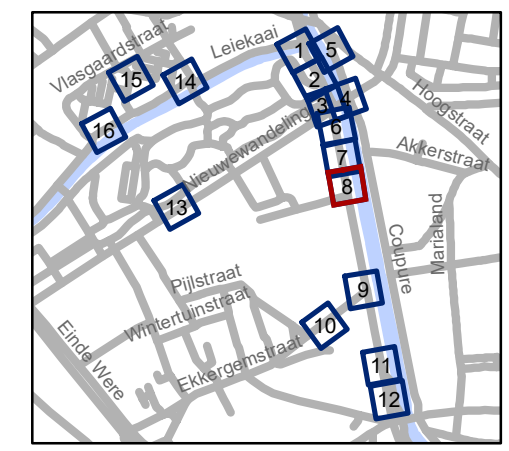 Vlasgaardstraat
Leiekaai
1
5
2
15
14
3
4
Hoogstraat
16
6
Nieuwewandeling
7
Akkerstraat
8
13
Marialand
Coupure
Pijlstraat
9
Wintertuinstraat
10
Einde Were
Ekkergemstraat
11
12